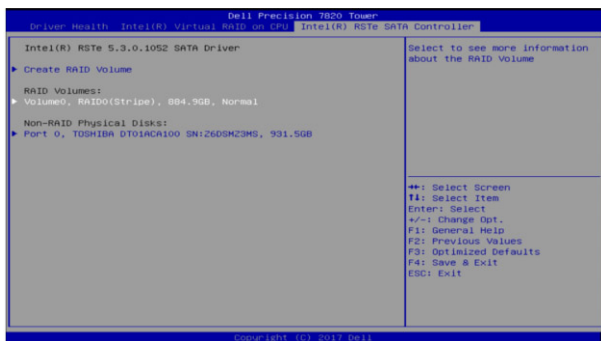 Dell Precision 7820 Tower
Driver Health Intel(R) Virtual RAID on CPU Intel(R) RSTe SATA Controller
Intel(R) RSTe 5.3.0.1052 SATA Driver
Create RAID Volume
RAID Volumes:
Volume0, RAID0(Stripe), 884.9GB, Normal
Non-RAID Physical Disks:
Port 0, TOSHIBA DT01ACA100 SN:Z6DSMZ3MS, 931.5GB
Select to see more information
about the RAID Volume
→←: Select Screen
↑↓: Select Item
Enter: Select
+/-: Change Opt.
F1: General Help
F2: Previous Values
F3: Optimized Defaults
F4: Save & Exit
ESC: Exit
Copyright (C) 2017 Dell